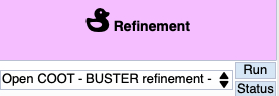 Refinement
Open COOT - BUSTER refinement -
Run
Status